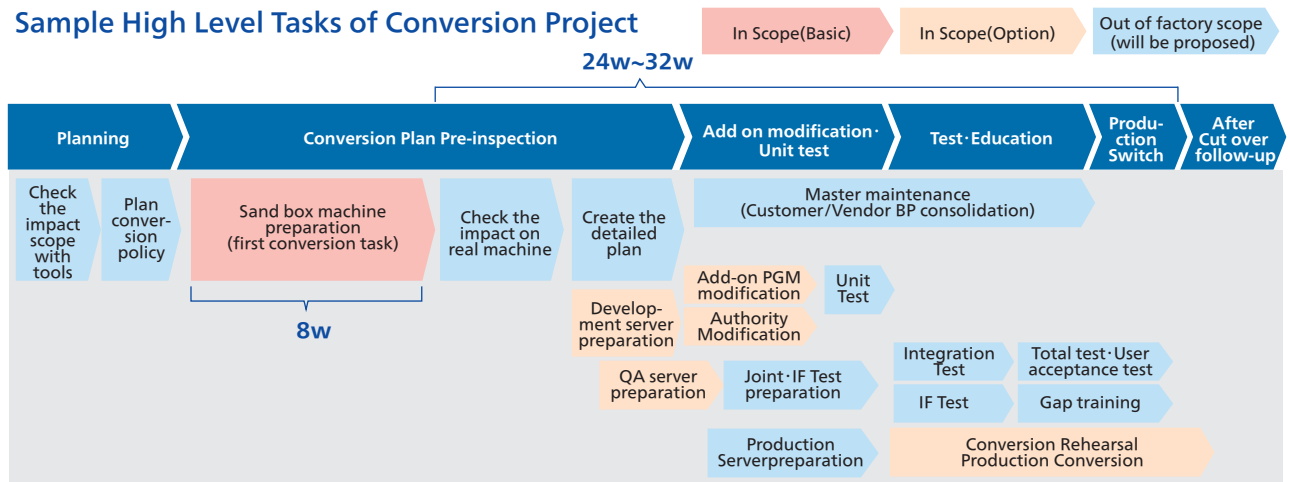 Sample High Level Tasks of Conversion Project
In Scope(Basic)
In Scope(Option)
Out of factory scope
(will be proposed)
24w~32w
Planning
Conversion Plan Pre-inspection
Add on modification·
Unit test
Test·Education
Produ-
ction
Switch
After
Cut over
follow-up
Check
the
impact
scope
with
tools
Plan
conver-
sion
policy
Sand box machine
preparation
(first conversion task)
Check the
impact on
real machine
Create the
detailed
plan
Master maintenance
(Customer/Vendor BP consolidation)
8w
Develop-
ment server
preparation
Add-on PGM
modification
Authority
Modification
Unit
Test
QA server
preparation
Joint·IF Test
preparation
Integration
Test
Total test·User
acceptance test
IF Test
Gap training
Production
Serverpreparation
Conversion Rehearsal
Production Conversion